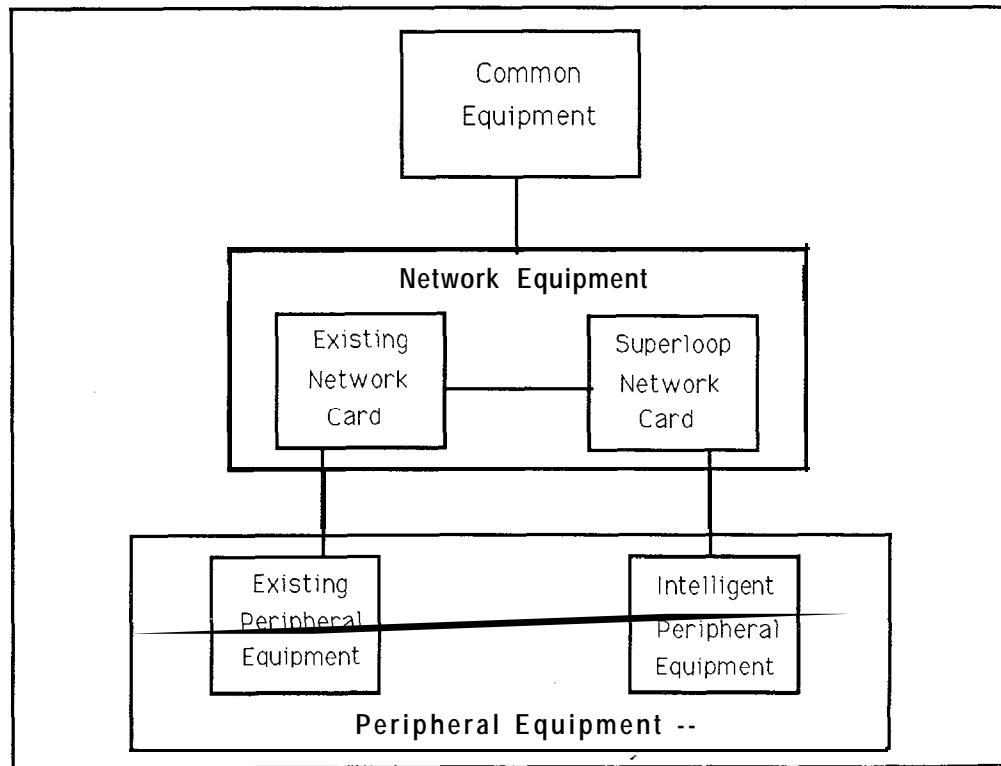 Common
Equipment
Network Equipment
Existing
Network
Card
Superloop
Network
Card
Existing
Peripheral
Equipment
Intelligent
Peripheral
Equipment
Peripheral Equipment --